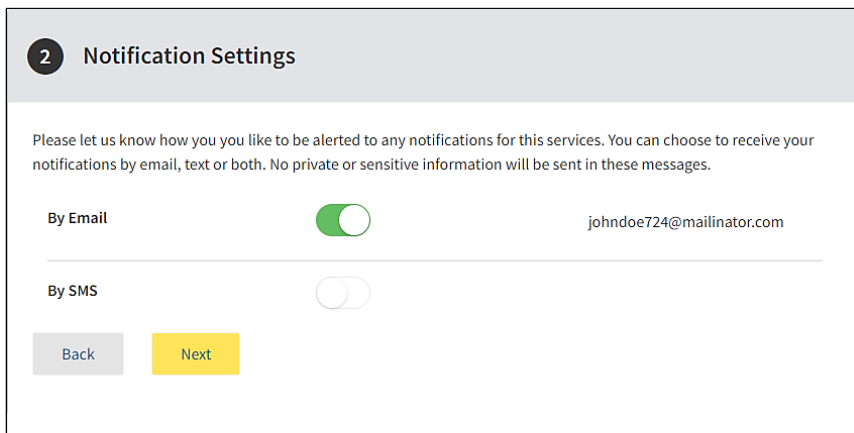 2 Notification Settings
Please let us know how you you like to be alerted to any notifications for this services. You can choose to receive your
notifications by email, text or both. No private or sensitive information will be sent in these messages.
By Email johndoe724@mailinator.com
By SMS
Back Next